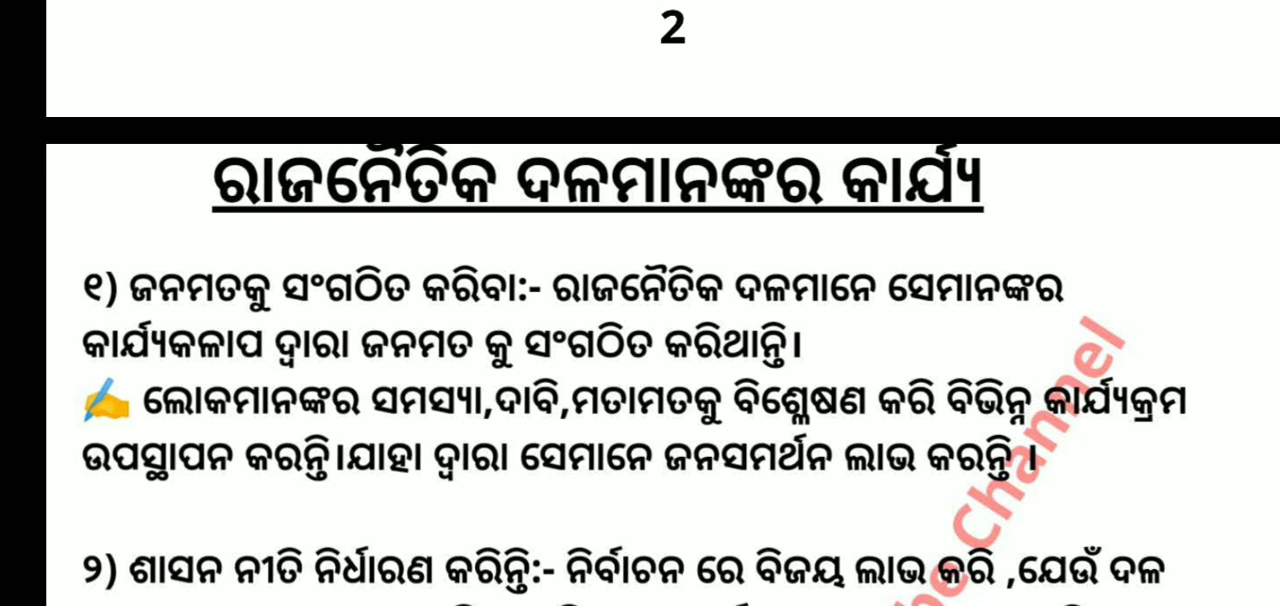 2
ରାଜନୈତିକ ଦଳମାନଙ୍କର କାର୍ଯ୍ୟ
୧) ଜନମତକୁ ସଂଗଠିତ କରିବା:- ରାଜନୈତିକ ଦଳମାନେ ସେମାନଙ୍କର
କାର୍ଯ୍ୟକଳାପ ଦ୍ୱାରା ଜନମତ କୁ ସଂଗଠିତ କରିଥାନ୍ତି।
✍️ ଲୋକମାନଙ୍କର ସମସ୍ୟା,ଦାବି,ମତାମତକୁ ବିଶ୍ଳେଷଣ କରି ବିଭିନ୍ନ କାର୍ଯ୍ୟକ୍ରମ
ଉପସ୍ଥାପନ କରନ୍ତି।ଯାହା ଦ୍ୱାରା ସେମାନେ ଜନସମର୍ଥନ ଲାଭ କରନ୍ତି ।
୨) ଶାସନ ନୀତି ନିର୍ଧାରଣ କରିନ୍ତି:- ନିର୍ବାଚନ ରେ ବିଜୟ ଲାଭ କରି ,ଯେଉଁ ଦଳ
Channel